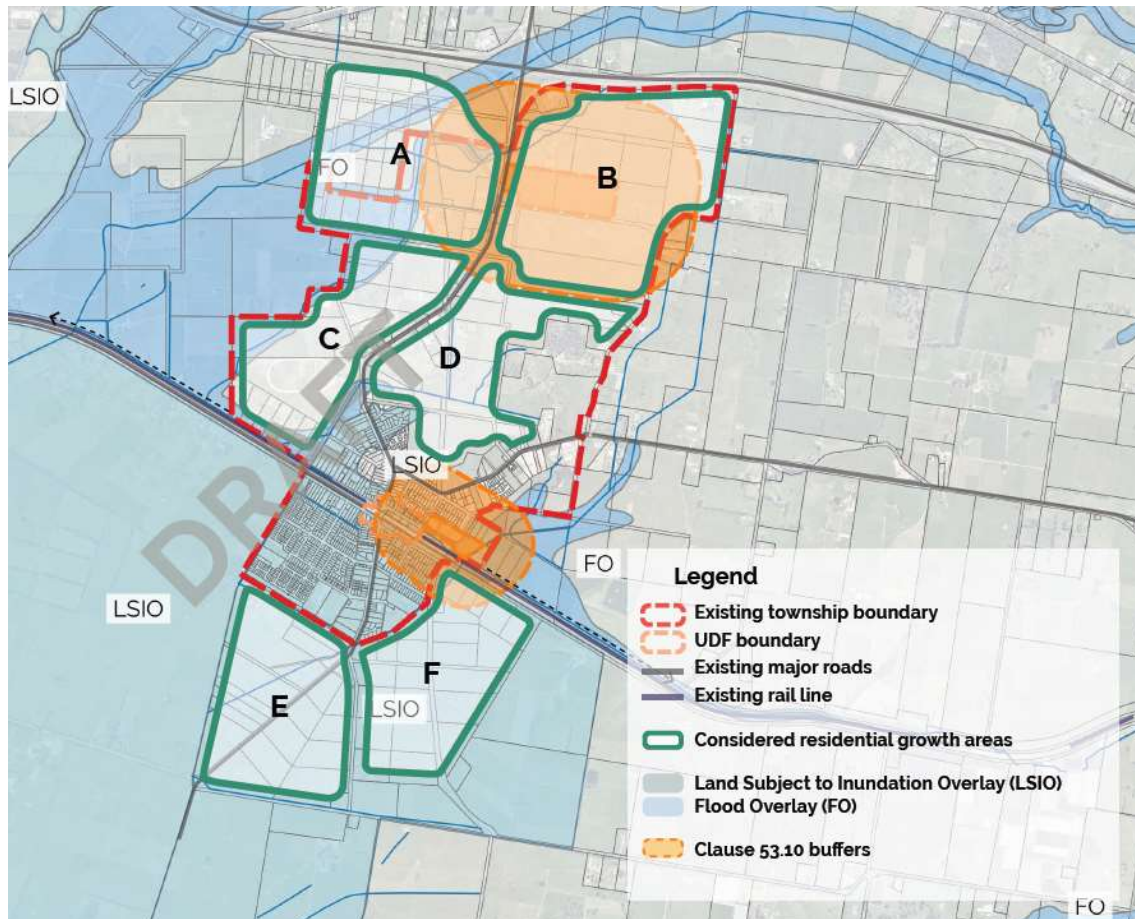 LSIO
A
FO
B
C
D
DRAFT
LSIO
FO
LSIO
E
F
LSIO
Legend
Existing township boundary
UDF boundary
Existing major roads
Existing rail line
Considered residential growth areas
Land Subject to Inundation Overlay (LSIO)
Flood Overlay (FO)
Clause 53.10 buffers
FO